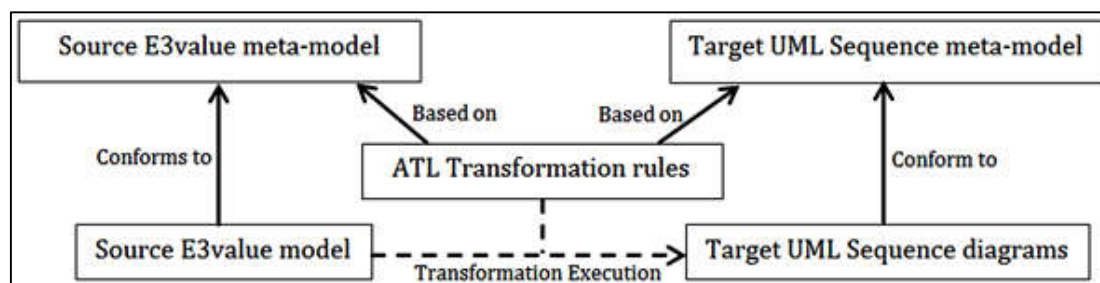 Source E3value meta-model
Target UML Sequence meta-model
Based on
Based on
Conforms to
ATL Transformation rules
Conform to
Source E3value model
Target UML Sequence diagrams
Transformation Execution